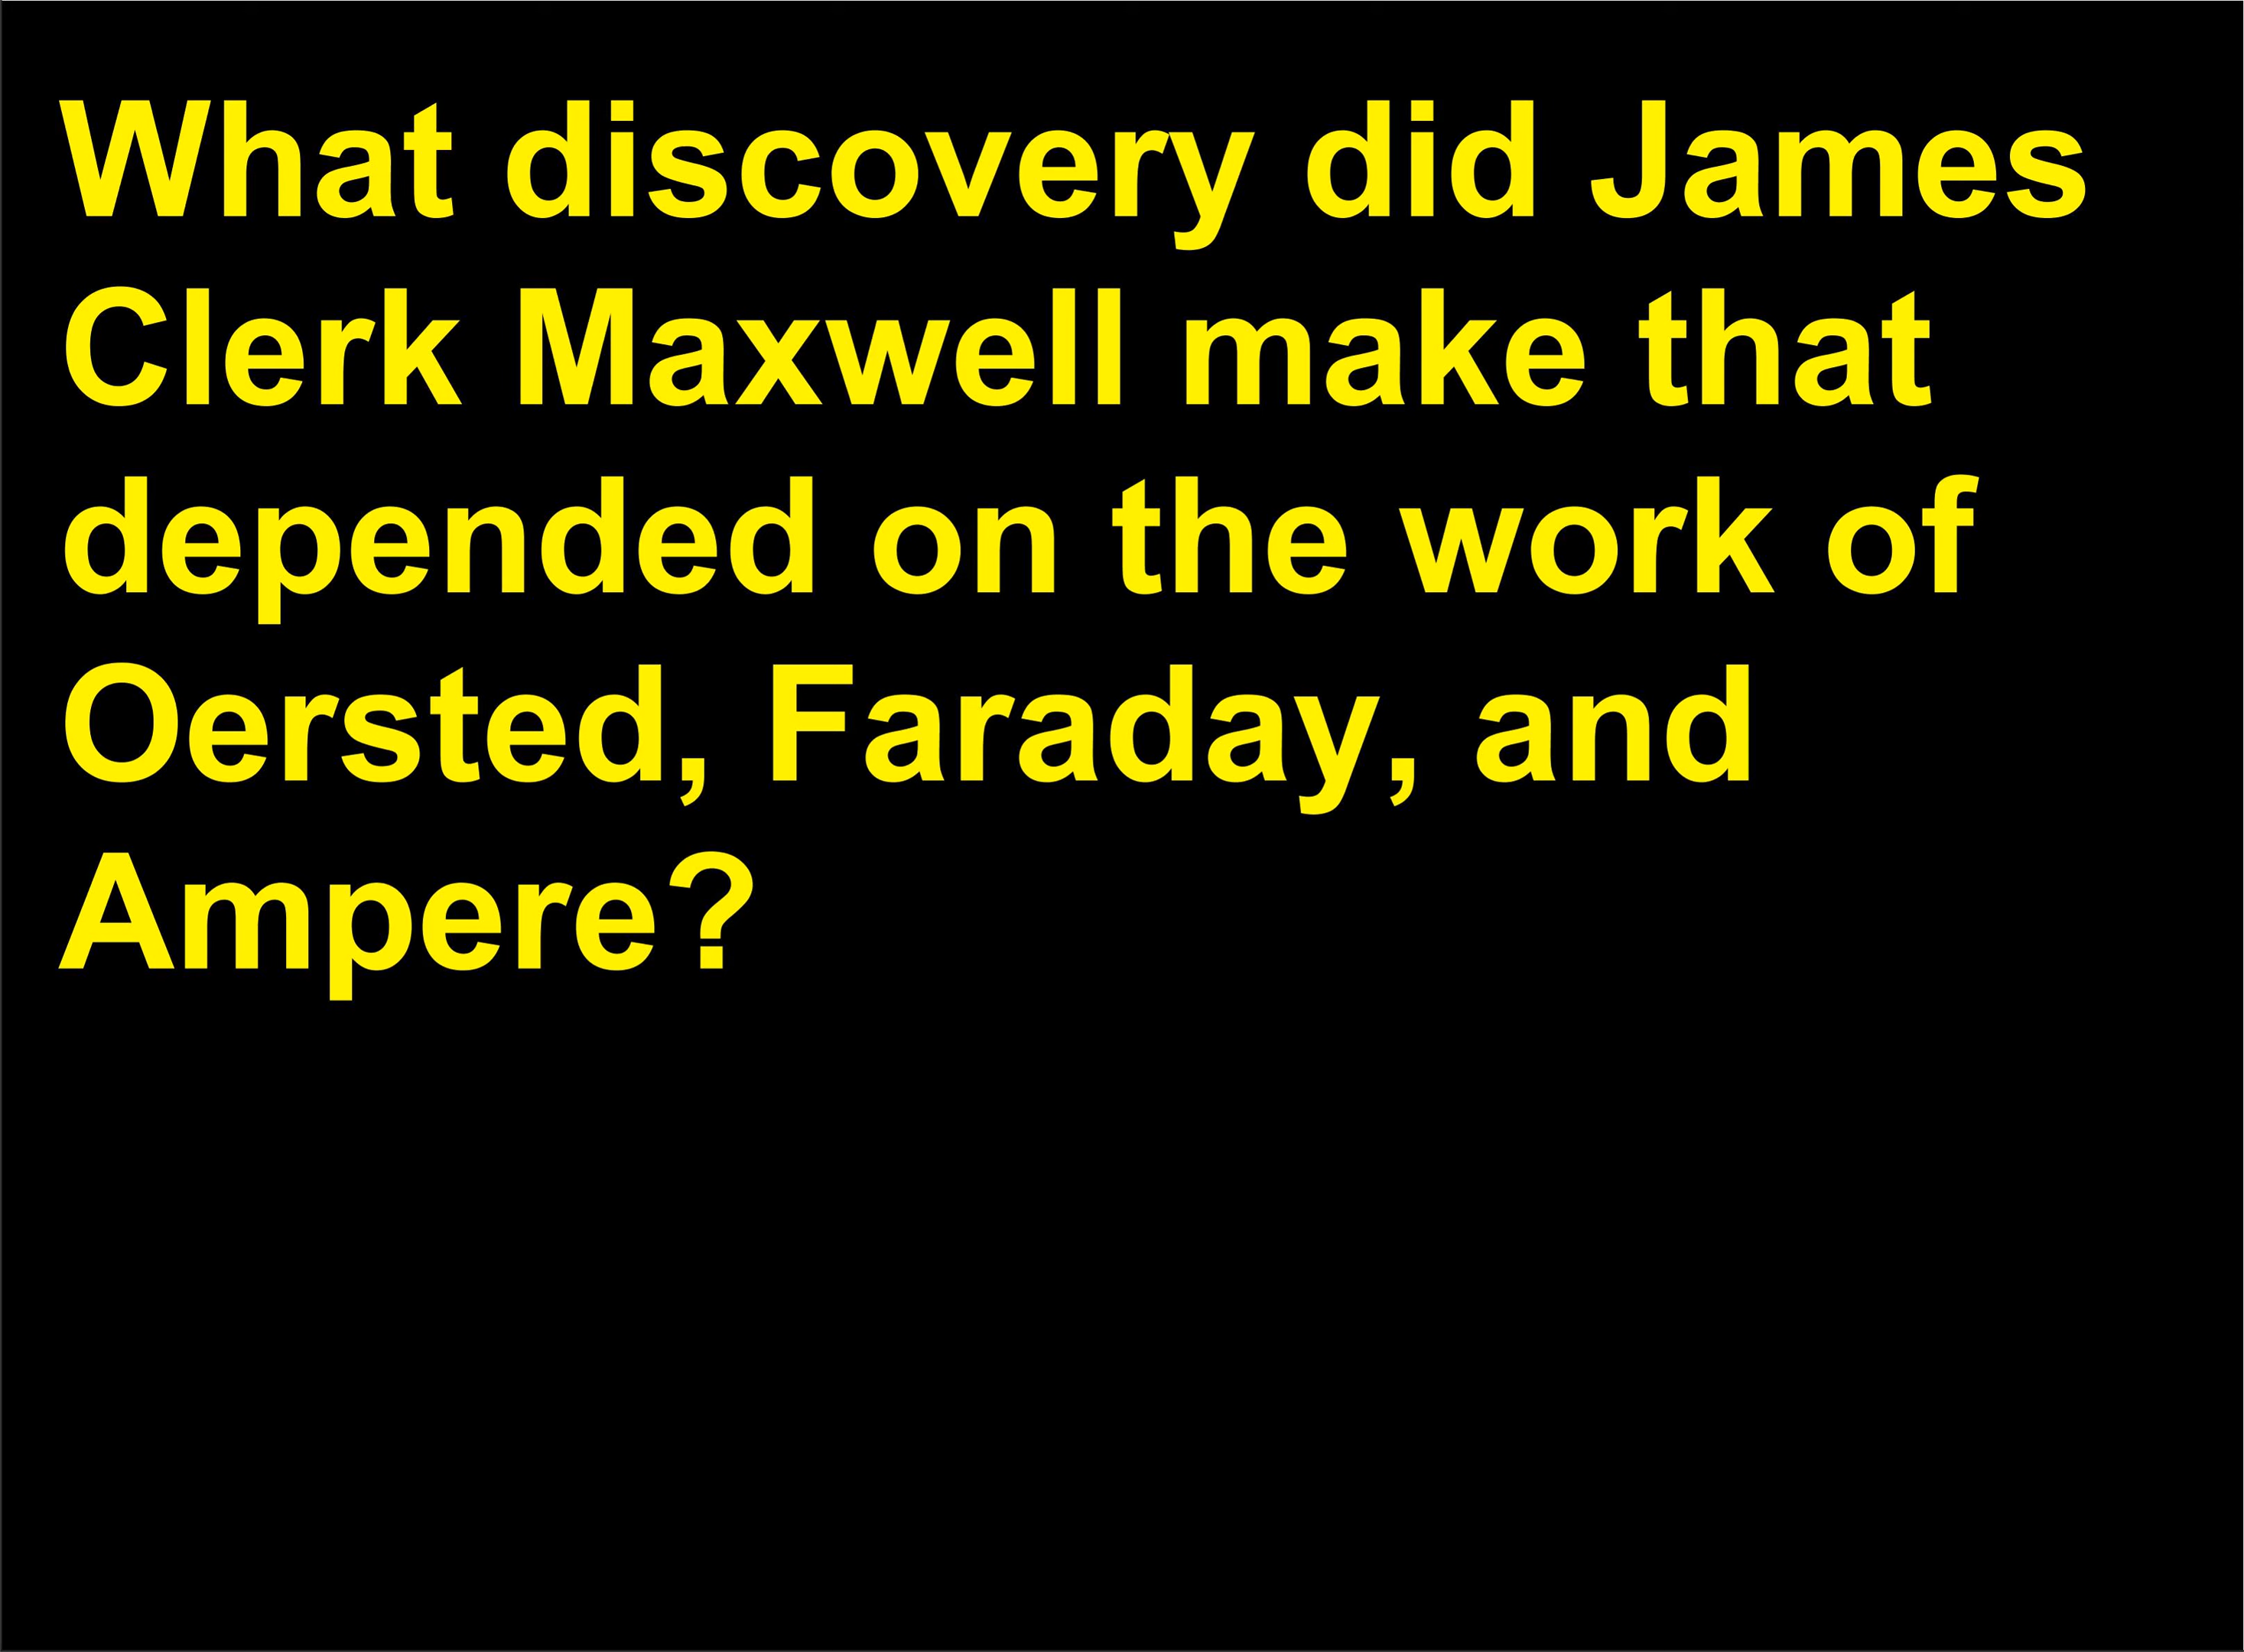 What discovery did James
Clerk Maxwell make that
depended on the work of
Oersted, Faraday, and
Ampere?